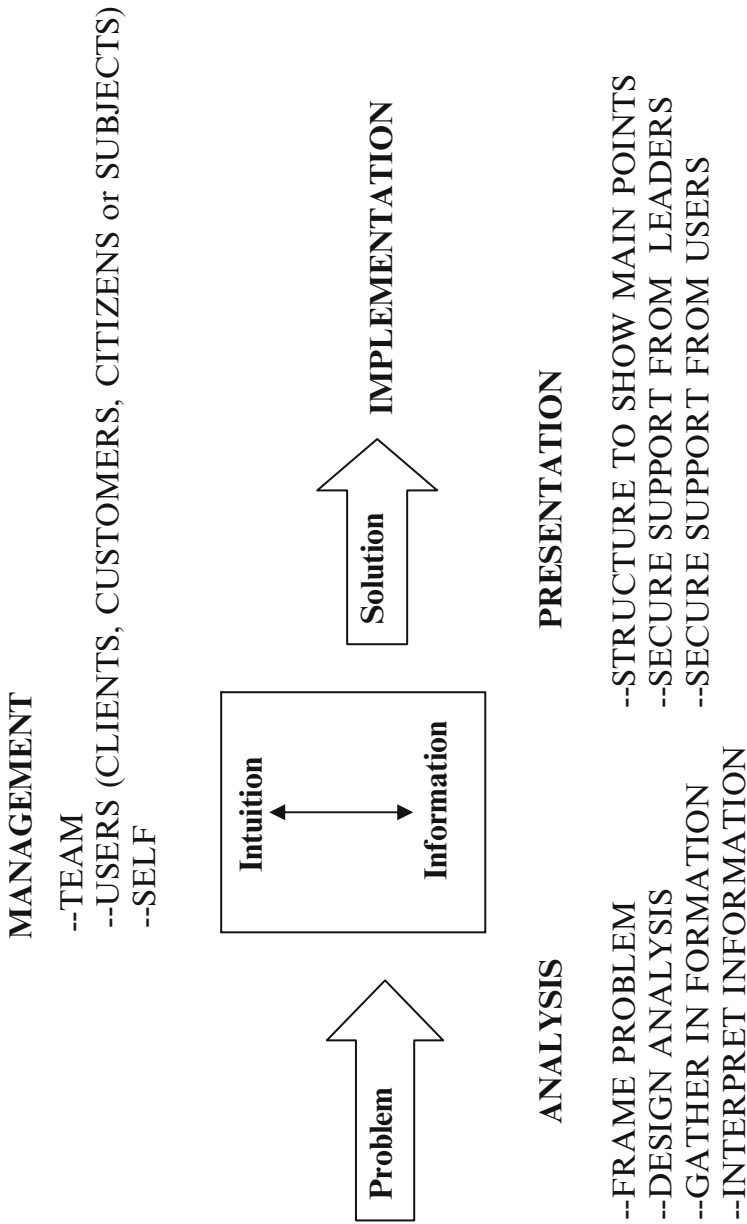 MANAGEMENT
--TEAM
--USERS (CLIENTS, CUSTOMERS, CITIZENS or SUBJECTS)
--SELF
Problem
Intuition
Information
Solution
IMPLEMENTATION
ANALYSIS
--FRAME PROBLEM
--DESIGN ANALYSIS
--GATHER IN FORMATION
--INTERPRET INFORMATION
PRESENTATION
--STRUCTURE TO SHOW MAIN POINTS
--SECURE SUPPORT FROM LEADERS
--SECURE SUPPORT FROM USERS